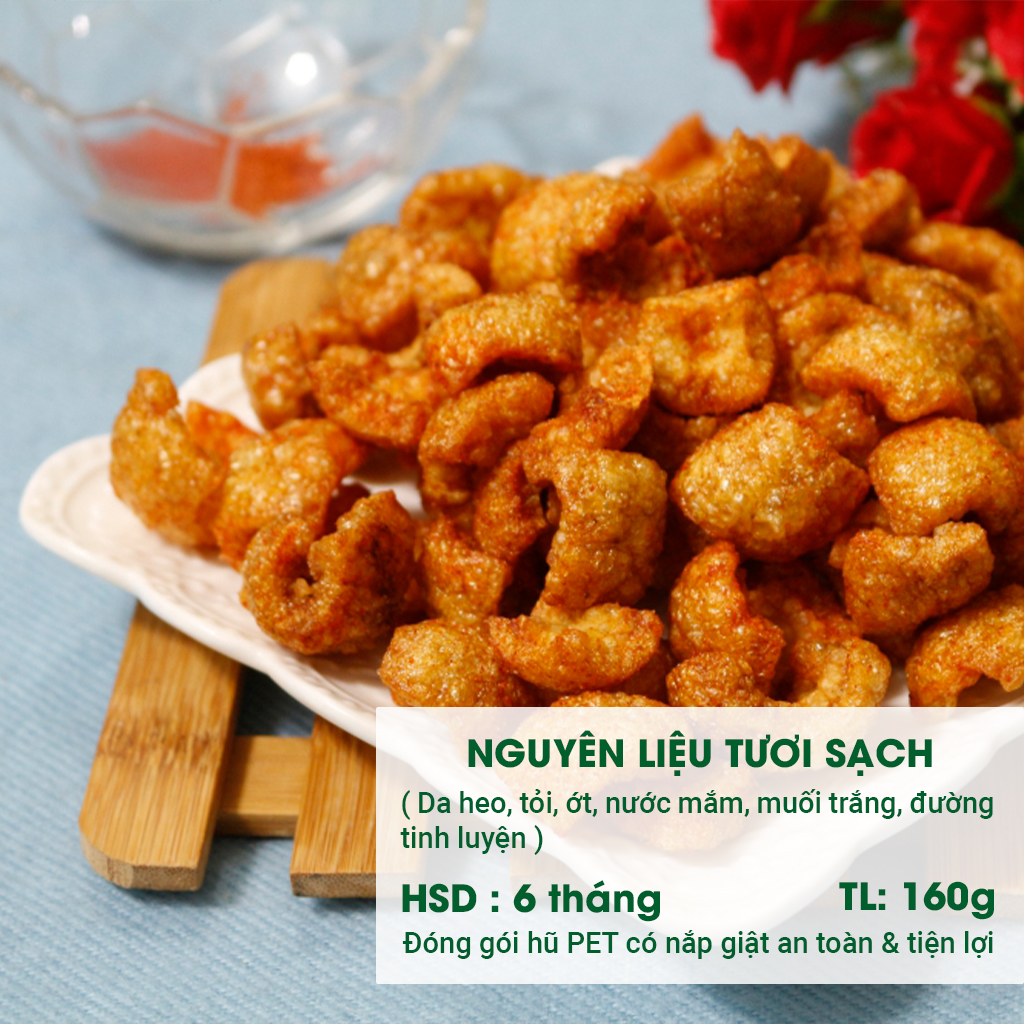 NGUYÊN LIỆU TƯƠI SẠCH
( Da heo, tỏi, ớt, nước mắm, muối trắng, đường
tinh luyện )
HSD : 6 tháng TL: 160g
Đóng gói hũ PET có nắp giật an toàn & tiện lợi